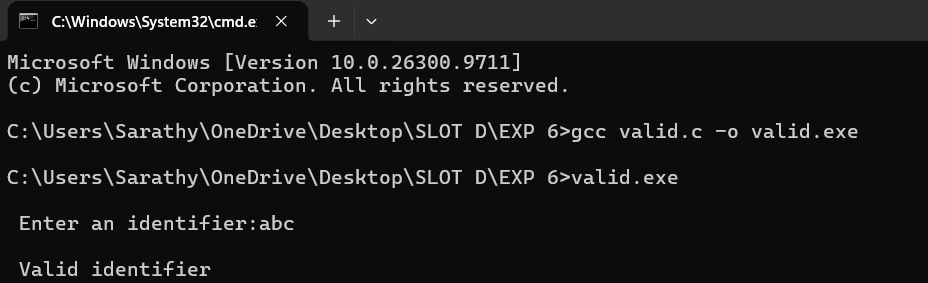 C:\Windows\System32\cmd.e
Microsoft Windows [Version 10.0.26300.9711]
(c) Microsoft Corporation. All rights reserved.
C:\Users\Sarathy\OneDrive\Desktop\SLOT D\EXP 6>gcc valid.c -o valid.exe
C:\Users\Sarathy\OneDrive\Desktop\SLOT D\EXP 6>valid.exe
Enter an identifier:abc
Valid identifier